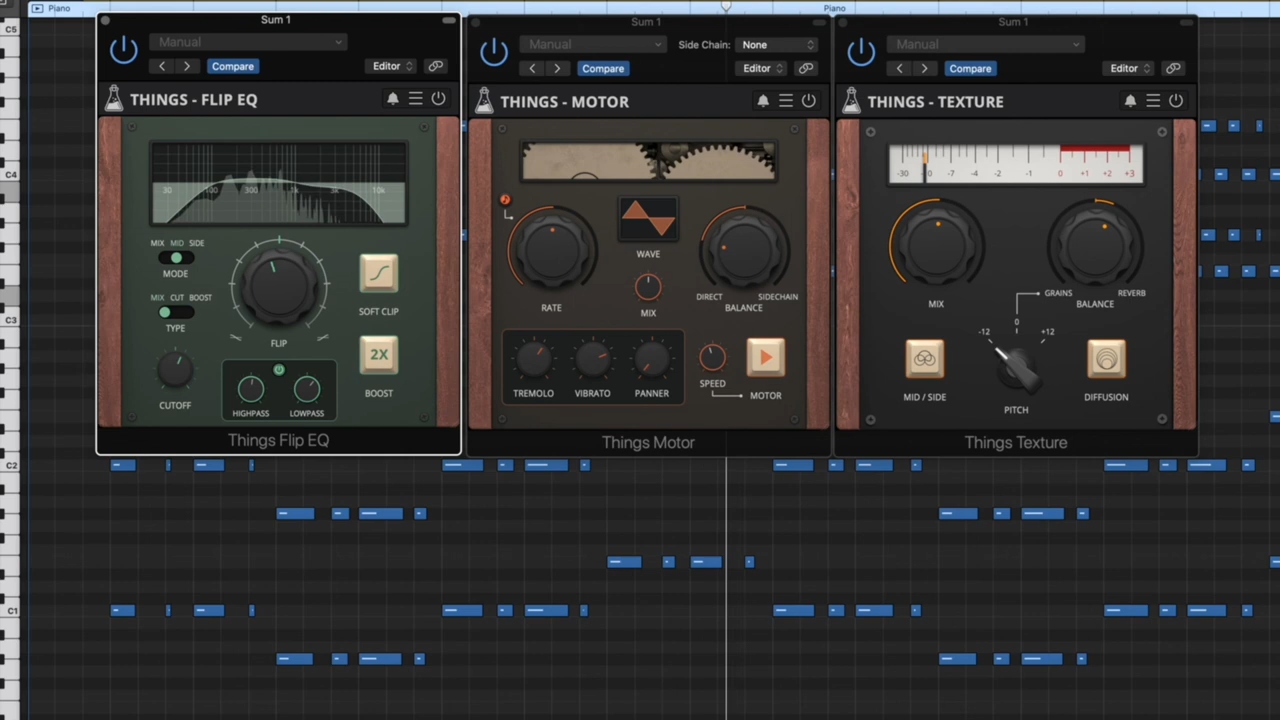 Piano
Piano
C5
C4
C3
C2
C1
Sum 1
Manual
Compare
Editor
THINGS - FLIP EQ
30
100
300
1k
3k
10k
MIX MID SIDE
MODE
MIX CUT BOOST
TYPE
CUTOFF
FLIP
SOFT CLIP
2X
BOOST
HIGHPASS
LOWPASS
Things Flip EQ
Sum 1
Manual
Side Chain: None
Compare
Editor
THINGS - MOTOR
WAVE
RATE
MIX
DIRECT
SIDECHAIN
BALANCE
TREMOLO
VIBRATO
PANNER
SPEED
MOTOR
Things Motor
Sum 1
Manual
Compare
Editor
THINGS - TEXTURE
-30
-7
-4
-2
-1
0
+1
+2
+3
MIX
GRAINS
REVERB
BALANCE
-12
0
+12
MID / SIDE
PITCH
DIFFUSION
Things Texture